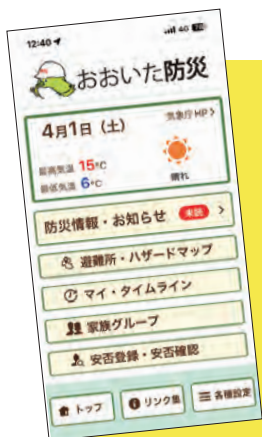 12:40
4G
おおいた防災
4月1日（土）
気象庁HP
最高気温 15℃
最低気温 6℃
晴れ
防災情報・お知らせ 未読
避難所・ハザードマップ
マイ・タイムライン
家族グループ
安否登録・安否確認
トップ リンク集 各種設定